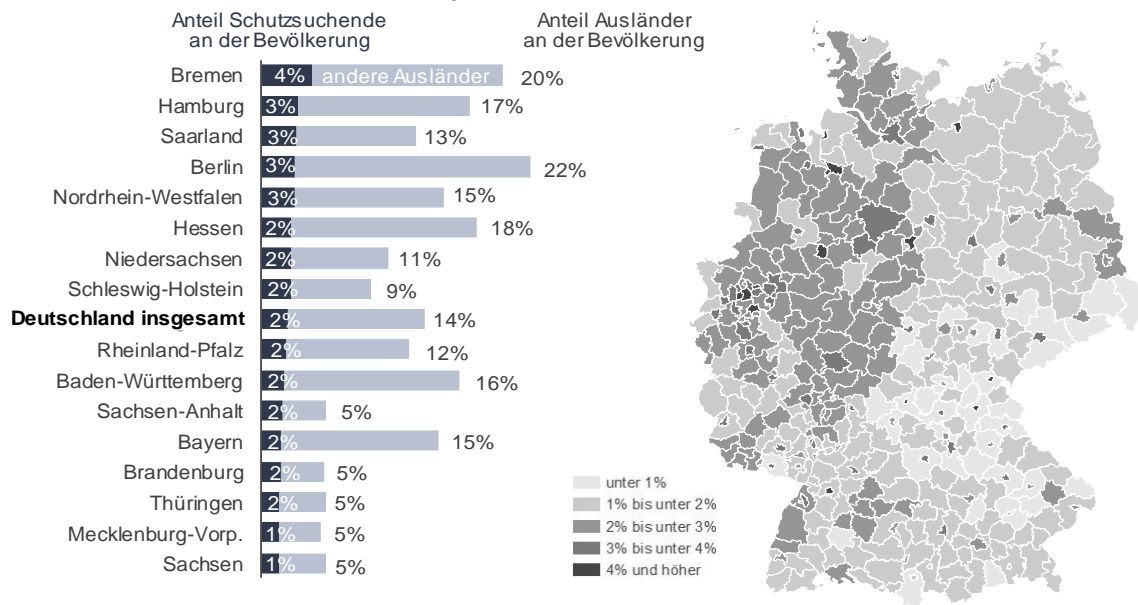 Anteil Schutzsuchende
an der Bevölkerung
Anteil Ausländer
an der Bevölkerung
Bremen 4% andere Ausländer 20%
Hamburg 3% 17%
Saarland 3% 13%
Berlin 3% 22%
Nordrhein-Westfalen 3% 15%
Hessen 2% 18%
Niedersachsen 2% 11%
Schleswig-Holstein 2% 9%
Deutschland insgesamt 2% 14%
Rheinland-Pfalz 2% 12%
Baden-Württemberg 2% 16%
Sachsen-Anhalt 2% 5%
Bayern 2% 15%
Brandenburg 2% 5%
Thüringen 2% 5%
Mecklenburg-Vorp. 1% 5%
Sachsen 1% 5%
unter 1%
1% bis unter 2%
2% bis unter 3%
3% bis unter 4%
4% und höher